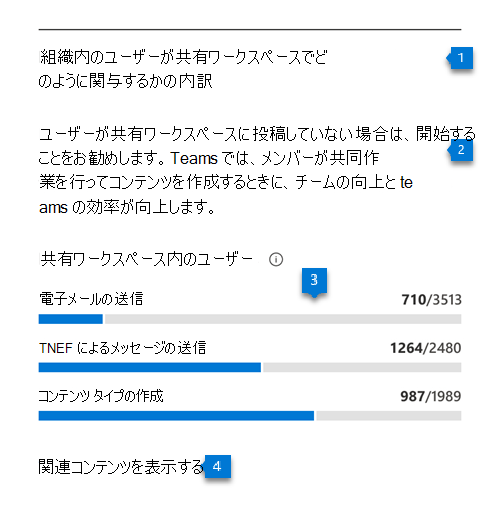 組織内のユーザーが共有ワークスペースでど
のように関与するかの内訳
1
ユーザーが共有ワークスペースに投稿していない場合は、開始する
ことをお勧めします。Teams では、メンバーが共同作
2
業を行ってコンテンツを作成するときに、チームの向上と te
ams の効率が向上します。
共有ワークスペース内のユーザー
3
電子メールの送信 710/3513
TNEF によるメッセージの送信 1264/2480
コンテンツ タイプの作成 987/1989
関連コンテンツを表示する 4